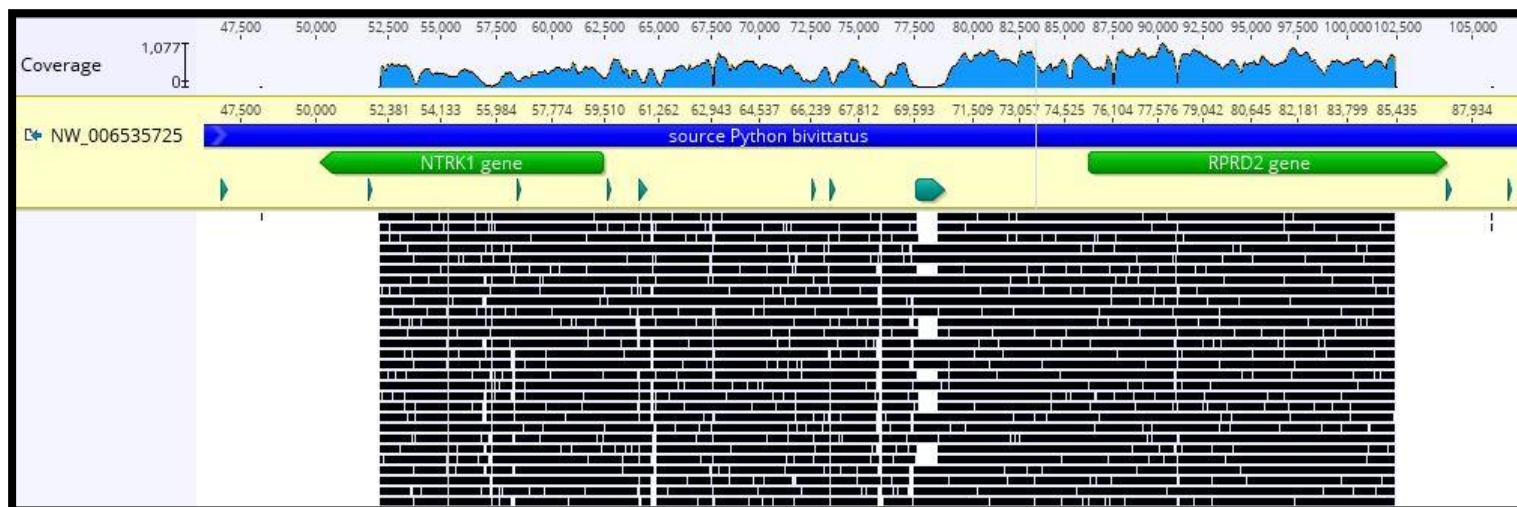 47,500 50,000 52,500 55,000 57,500 60,000 62,500 65,000 67,500 70,000 72,500 75,000 77,500 80,000 82,500 85,000 87,500 90,000 92,500 95,000 97,500 100,000 102,500 105,000
1,077
Coverage
0
47,500 50,000 52,381 54,133 55,984 57,774 59,510 61,262 62,943 64,537 66,239 67,812 69,593 71,509 73,057 74,525 76,104 77,576 79,042 80,645 82,181 83,799 85,435 87,934
NW_006535725 source Python bivittatus
NTRK1 gene RPRD2 gene